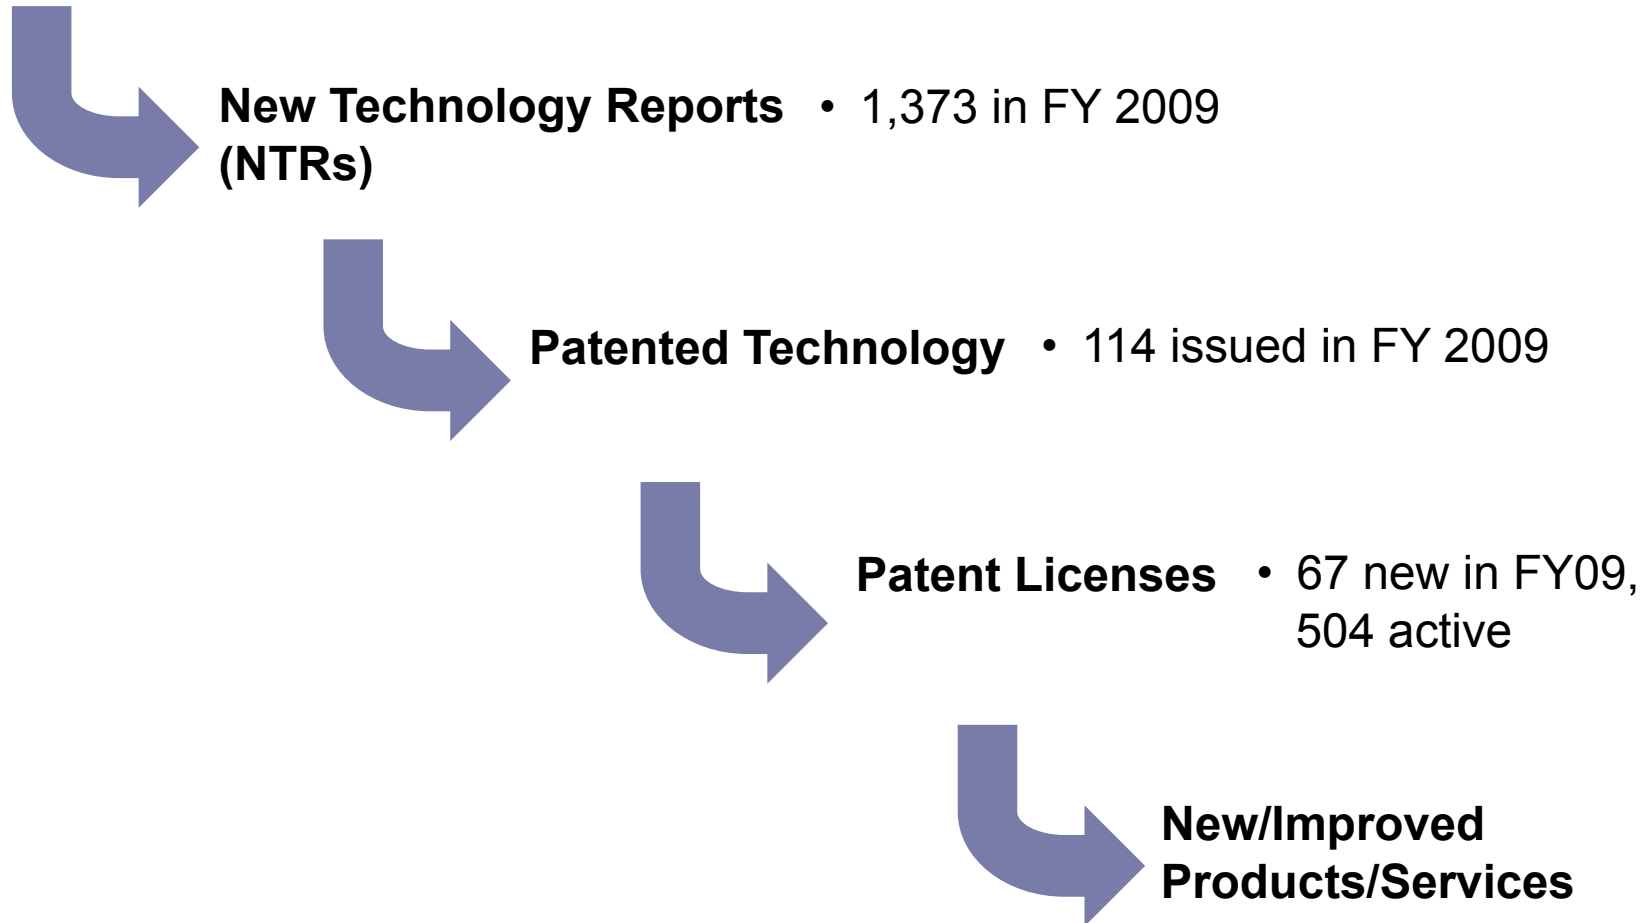 New Technology Reports • 1,373 in FY 2009
(NTRs)
Patented Technology • 114 issued in FY 2009
Patent Licenses • 67 new in FY09,
504 active
New/Improved
Products/Services